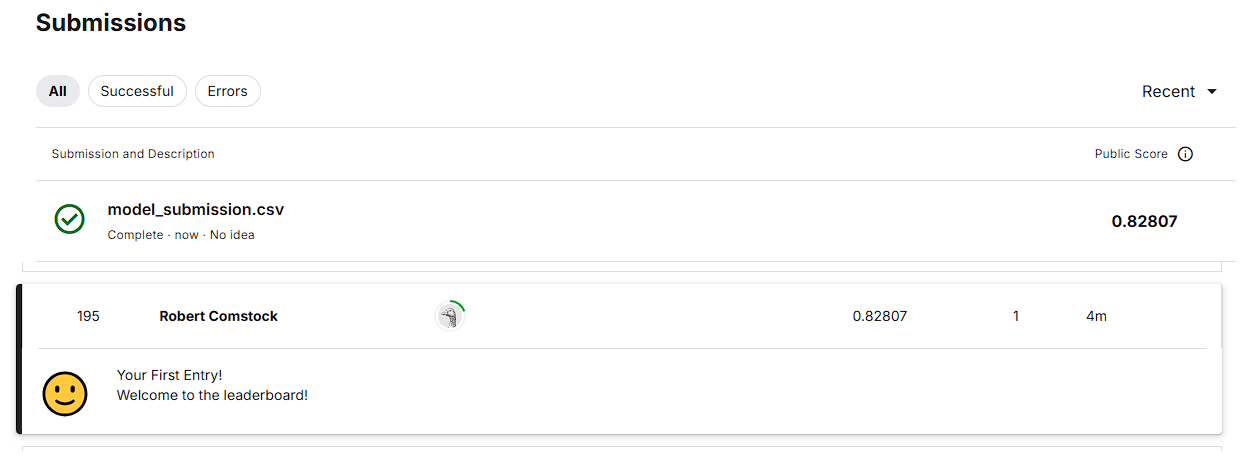 Submissions
All Successful Errors Recent
Submission and Description Public Score
model_submission.csv
Complete · now · No idea
0.82807
195 Robert Comstock 0.82807 1 4m
Your First Entry!
Welcome to the leaderboard!